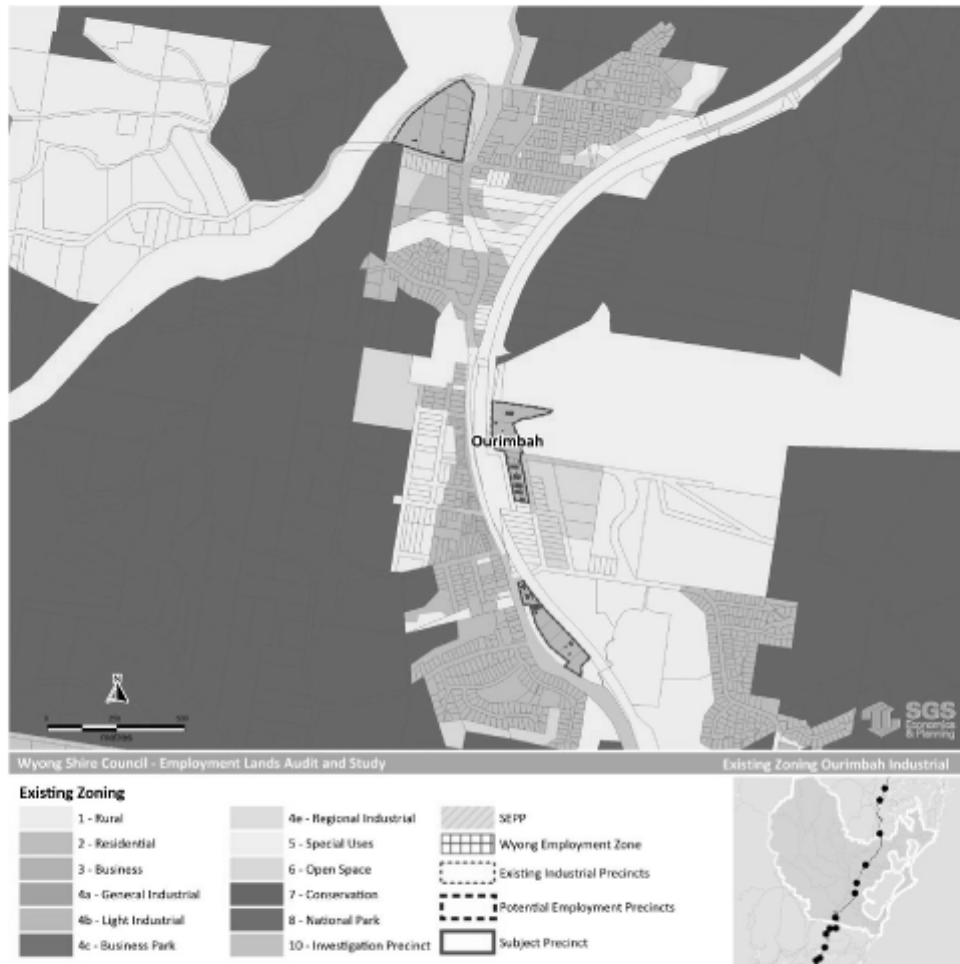 Ourimbah
N
0
500
metres
SGS
Economics
& Planning
Wyong Shire Council - Employment Lands Audit and Study
Existing Zoning Ourimbah Industrial
Existing Zoning
1 - Rural
2 - Residential
3 - Business
4a - General Industrial
4b - Light Industrial
4c - Business Park
4e - Regional Industrial
5 - Special Uses
6 - Open Space
7 - Conservation
8 - National Park
10 - Investigation Precinct
SEPP
Wyong Employment Zone
Existing Industrial Precincts
Potential Employment Precincts
Subject Precinct